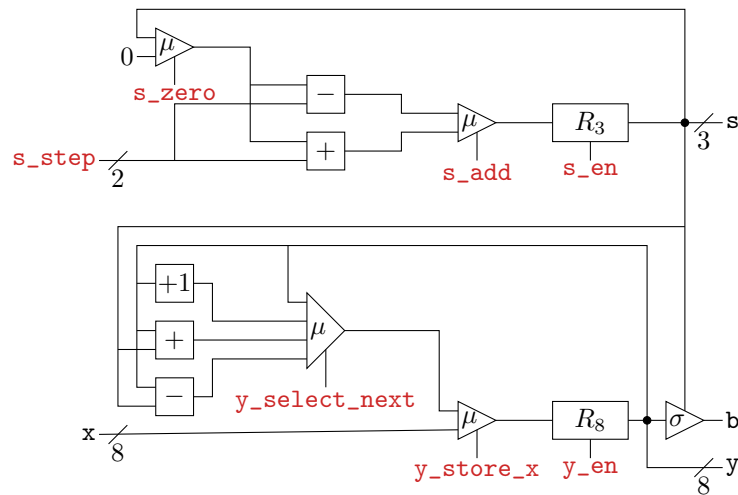 0 μ
s_zero
−
μ R₃ s
3
+
s_step
2
s_add s_en
+1
μ
+
−
y_select_next
μ R₈ σ b
x
8
y_store_x y_en y
8